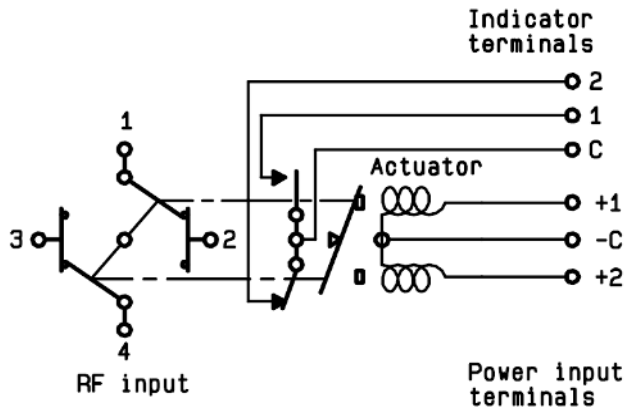 Indicator
terminals
2
1
1
C
Actuator
+1
3
2
-C
+2
4
RF input
Power input
terminals